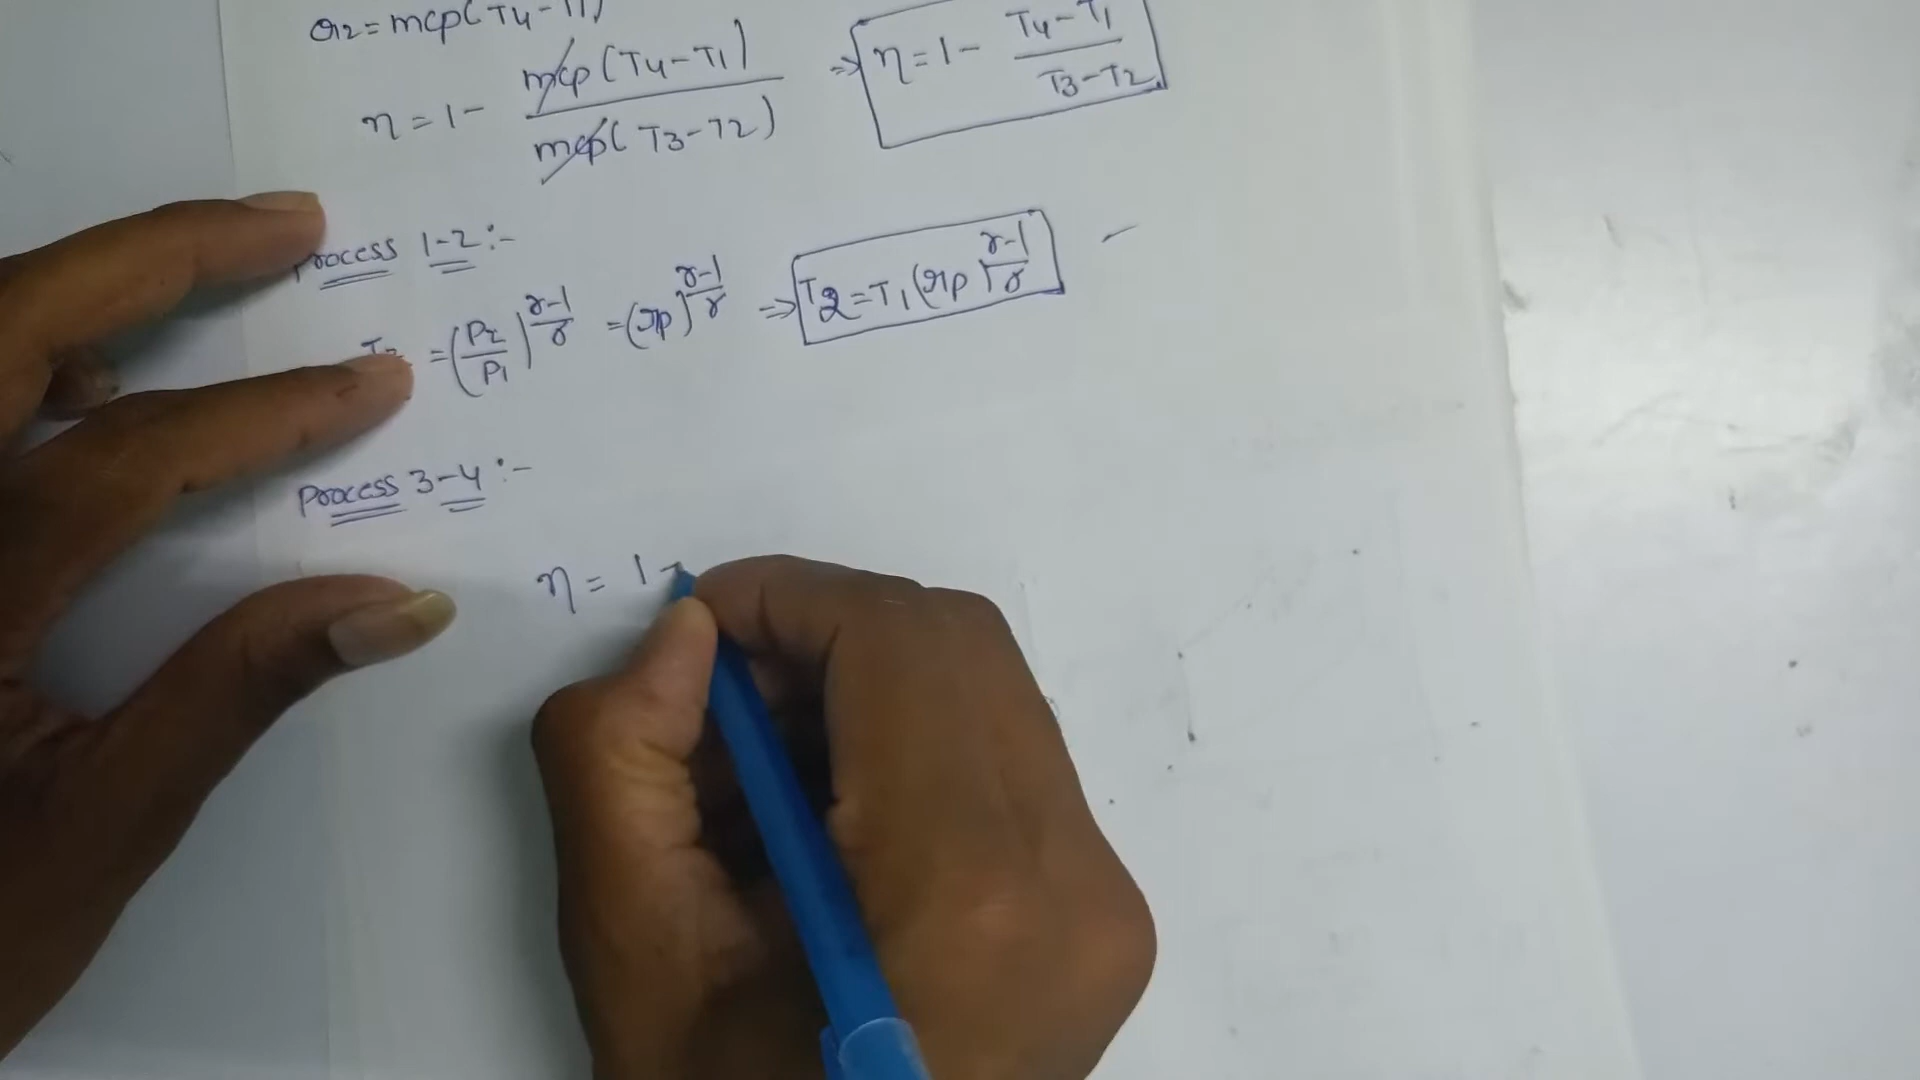 Q2 = mcp(T4-T1)
η = 1 - mcp(T4-T1) / mcp(T3-T2) ⇒ η = 1 - T4-T1 / T3-T2
Process 1-2 :-
T2 = (P2/P1)^γ-1/γ = (rp)^γ-1/γ ⇒ T2 = T1(rp)^γ-1/γ -
Process 3-4 :-
η = 1 -